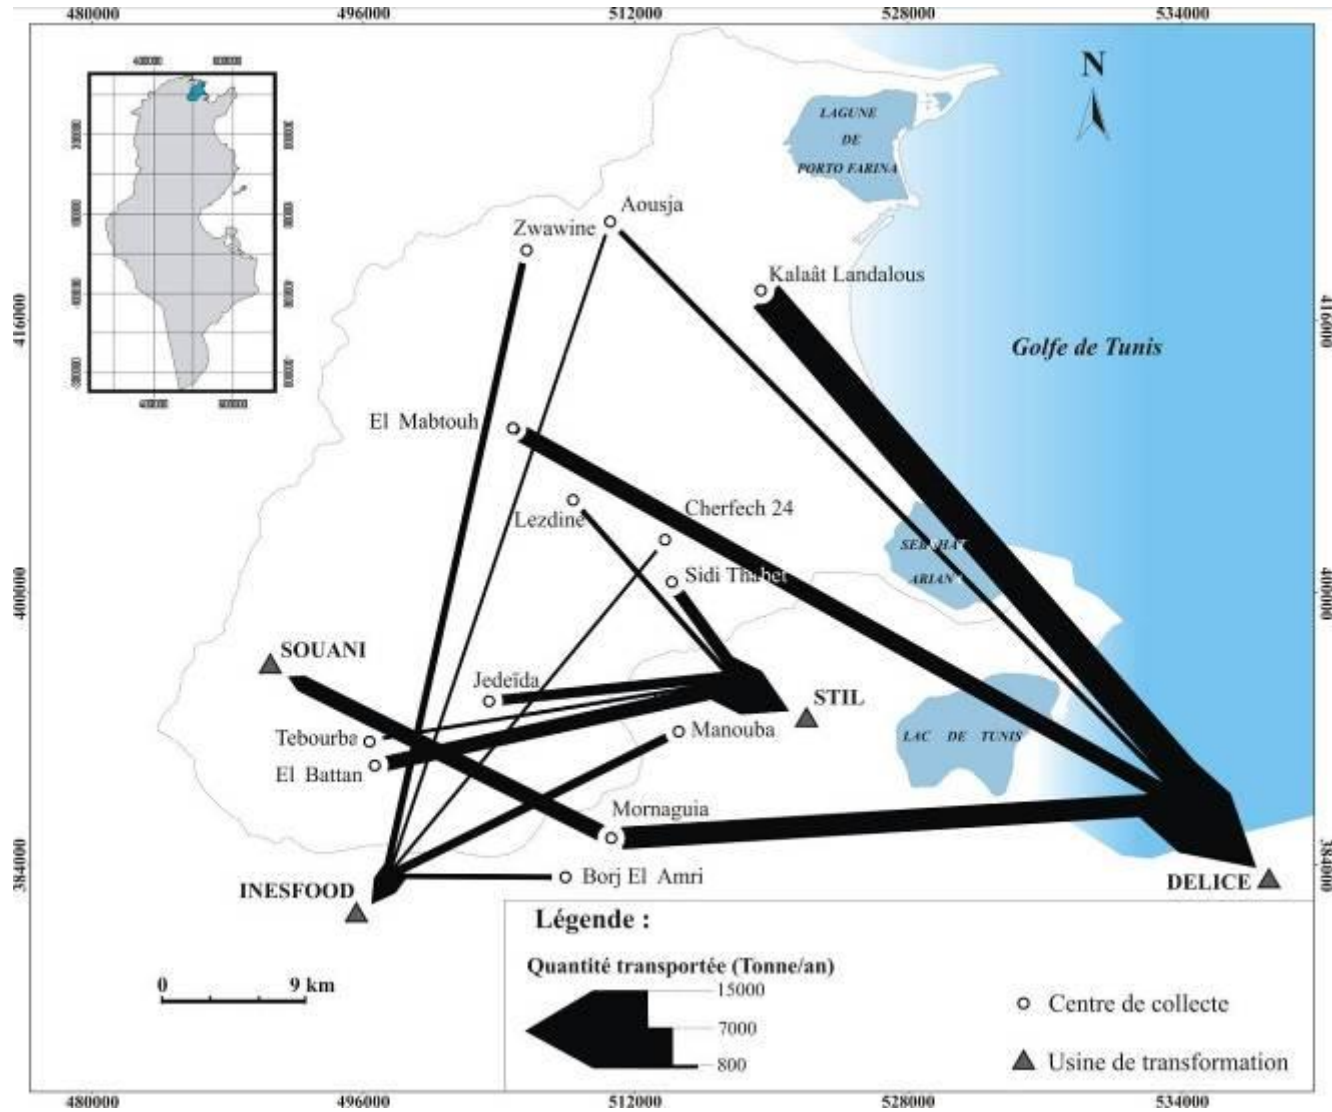 480000 496000 512000 528000 534000
N
LAGUNE
DE
PORTO FARINA
Aousja
Zwawine
Kalaât Landalous
416000
416000
Golfe de Tunis
El Mabtouh
Cherfech 24
Lezdine
Sidi Thabet
400000
400000
SOUANI
Jedeïda
STIL
Manouba
LAC DE TUNIS
Tebourba
El Battan
Mornaguia
384000
384000
Borj El Amri
INESFOOD
DELICE
Légende :
Quantité transportée (Tonne/an)
15000
7000
800
Centre de collecte
Usine de transformation
0 9 km
480000 496000 512000 528000 534000